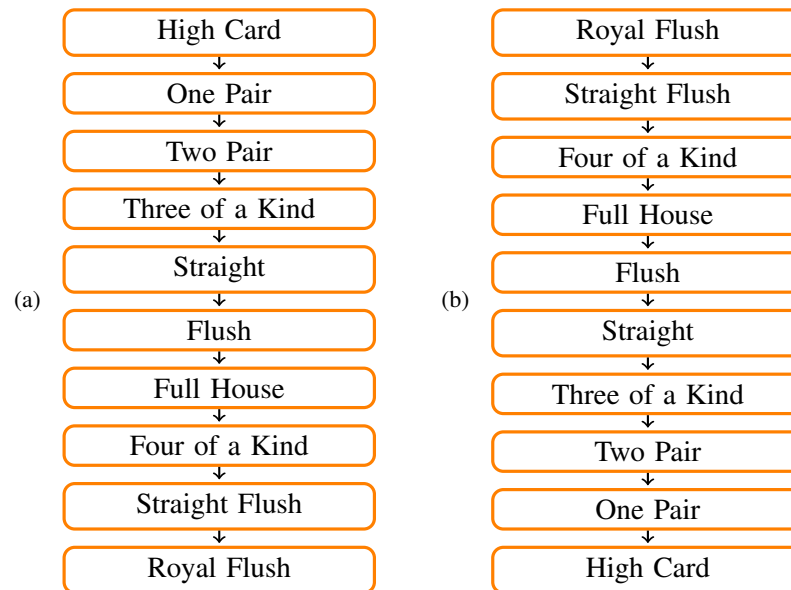 (a)
High Card
One Pair
Two Pair
Three of a Kind
Straight
Flush
Full House
Four of a Kind
Straight Flush
Royal Flush
(b)
Royal Flush
Straight Flush
Four of a Kind
Full House
Flush
Straight
Three of a Kind
Two Pair
One Pair
High Card